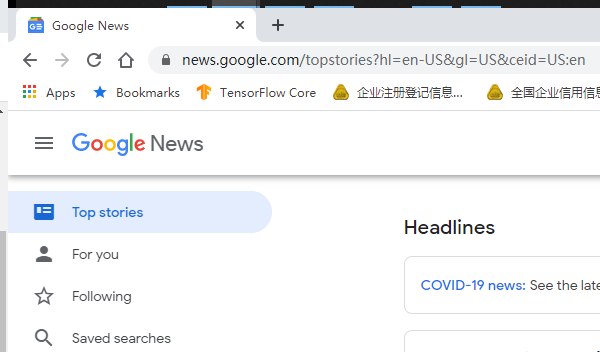 Google News
news.google.com/topstories?hl=en-US&gl=US&ceid=US:en
Apps Bookmarks TensorFlow Core 企业注册登记信息... 全国企业信用信息
Google News
Top stories
For you
Following
Saved searches
Headlines
COVID-19 news: See the late